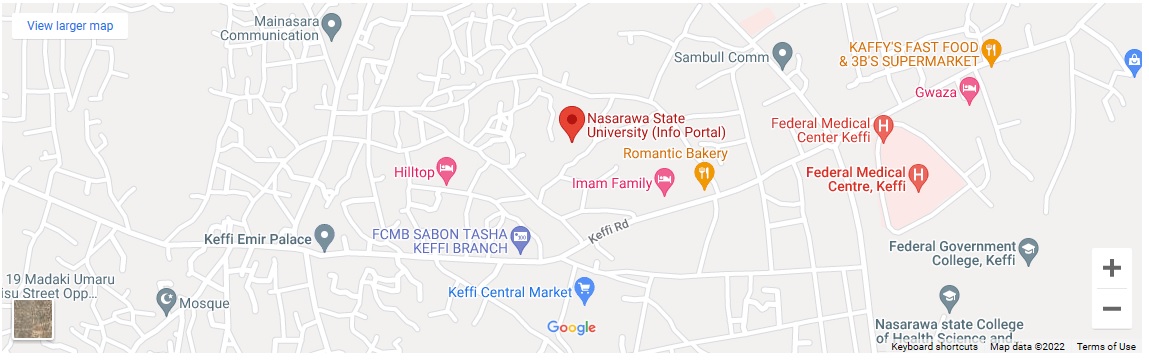 View larger map
Mainasara
Communication
Sambull Comm
KAFFY'S FAST FOOD
& 3B'S SUPERMARKET
Gwaza
Nasarawa State
University (Info Portal)
Federal Medical
Center Keffi
Romantic Bakery
Hilltop
Imam Family
Federal Medical
Centre, Keffi
Keffi Rd
Keffi Emir Palace
FCMB SABON TASHA
KEFFI BRANCH
Federal Government
College, Keffi
19 Madaki Umaru
isu Street Opp...
Keffi Central Market
Mosque
Google
Nasarawa state College
of Health Science and
Keyboard shortcuts
Map data ©2022
Terms of Use